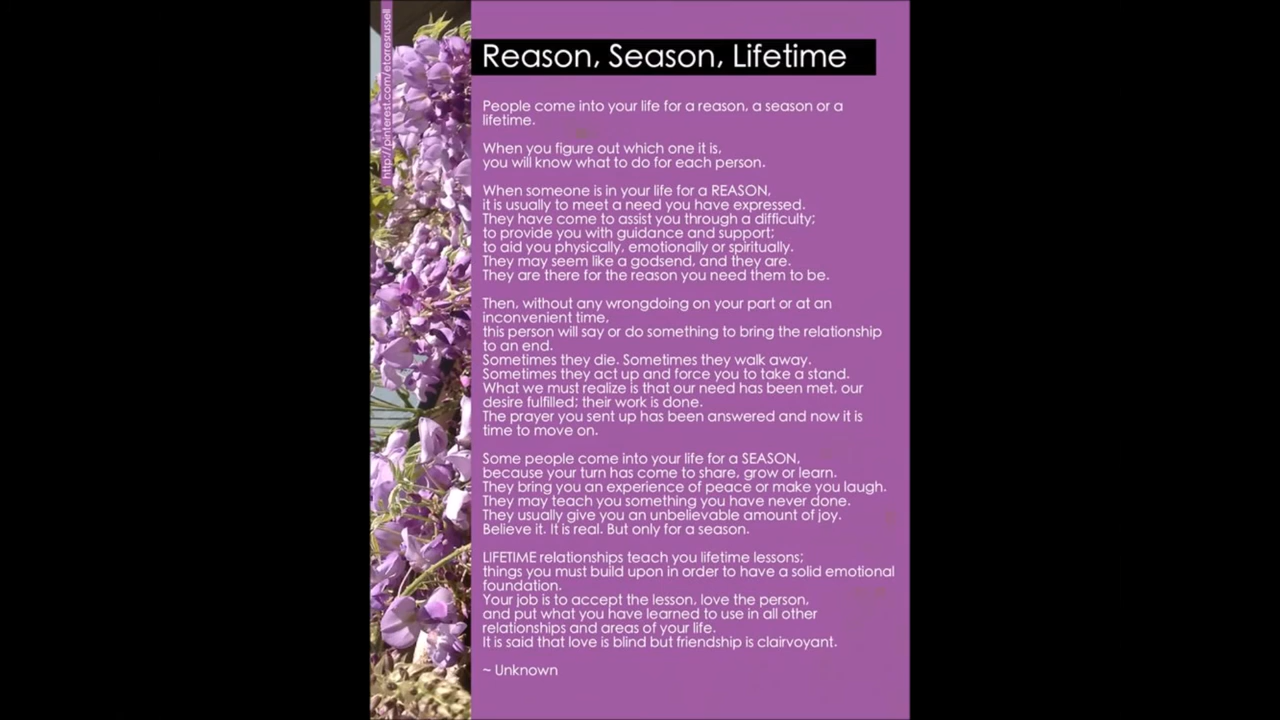 http://pinterest.com/etorresrussell
Reason, Season, Lifetime
People come into your life for a reason, a season or a
lifetime.
When you figure out which one it is,
you will know what to do for each person.
When someone is in your life for a REASON,
it is usually to meet a need you have expressed.
They have come to assist you through a difficulty;
to provide you with guidance and support;
to aid you physically, emotionally or spiritually.
They may seem like a godsend, and they are.
They are there for the reason you need them to be.
Then, without any wrongdoing on your part or at an
inconvenient time,
this person will say or do something to bring the relationship
to an end.
Sometimes they die. Sometimes they walk away.
Sometimes they act up and force you to take a stand.
What we must realize is that our need has been met, our
desire fulfilled; their work is done.
The prayer you sent up has been answered and now it is
time to move on.
Some people come into your life for a SEASON,
because your turn has come to share, grow or learn.
They bring you an experience of peace or make you laugh.
They may teach you something you have never done.
They usually give you an unbelievable amount of joy.
Believe it. It is real. But only for a season.
LIFETIME relationships teach you lifetime lessons;
things you must build upon in order to have a solid emotional
foundation.
Your job is to accept the lesson, love the person,
and put what you have learned to use in all other
relationships and areas of your life.
It is said that love is blind but friendship is clairvoyant.
~ Unknown